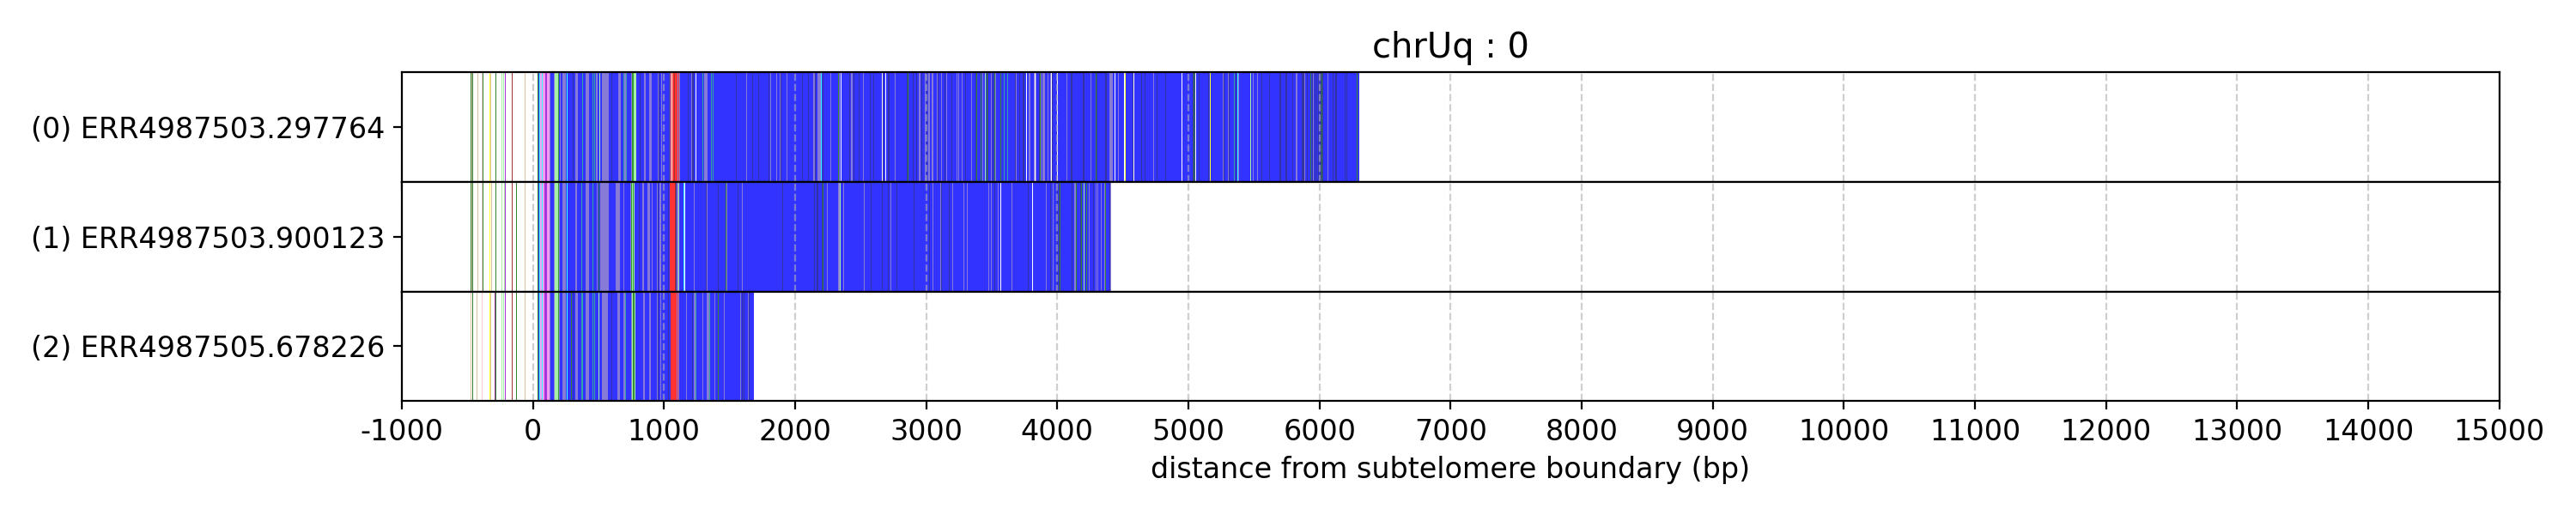 chrUq : 0
(0) ERR4987503.297764
(1) ERR4987503.900123
(2) ERR4987505.678226
-1000 0 1000 2000 3000 4000 5000 6000 7000 8000 9000 10000 11000 12000 13000 14000 15000
distance from subtelomere boundary (bp)